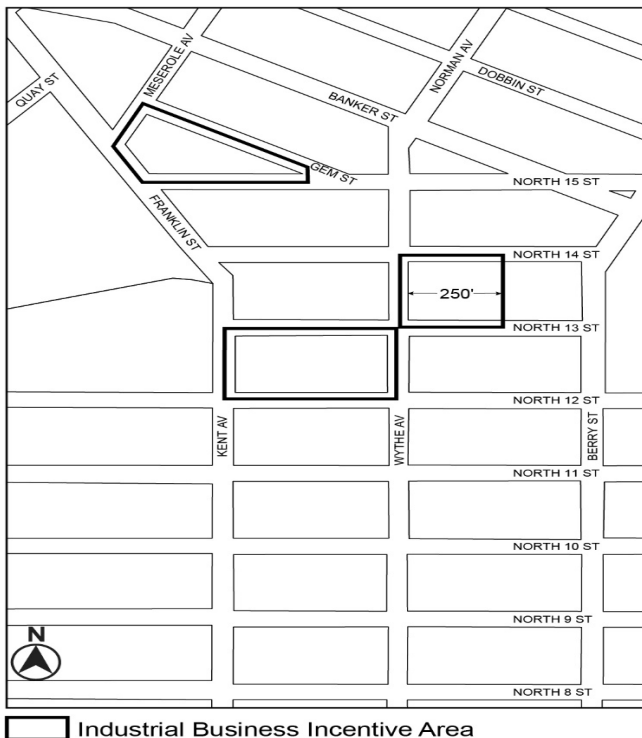 QUAY ST
MESEROLE AV
NORMAN AV
DOBBIN ST
BANKER ST
GEM ST
NORTH 15 ST
FRANKLIN ST
NORTH 14 ST
250'
NORTH 13 ST
NORTH 12 ST
KENT AV
WYTHE AV
BERRY ST
NORTH 11 ST
NORTH 10 ST
NORTH 9 ST
N
NORTH 8 ST
Industrial Business Incentive Area